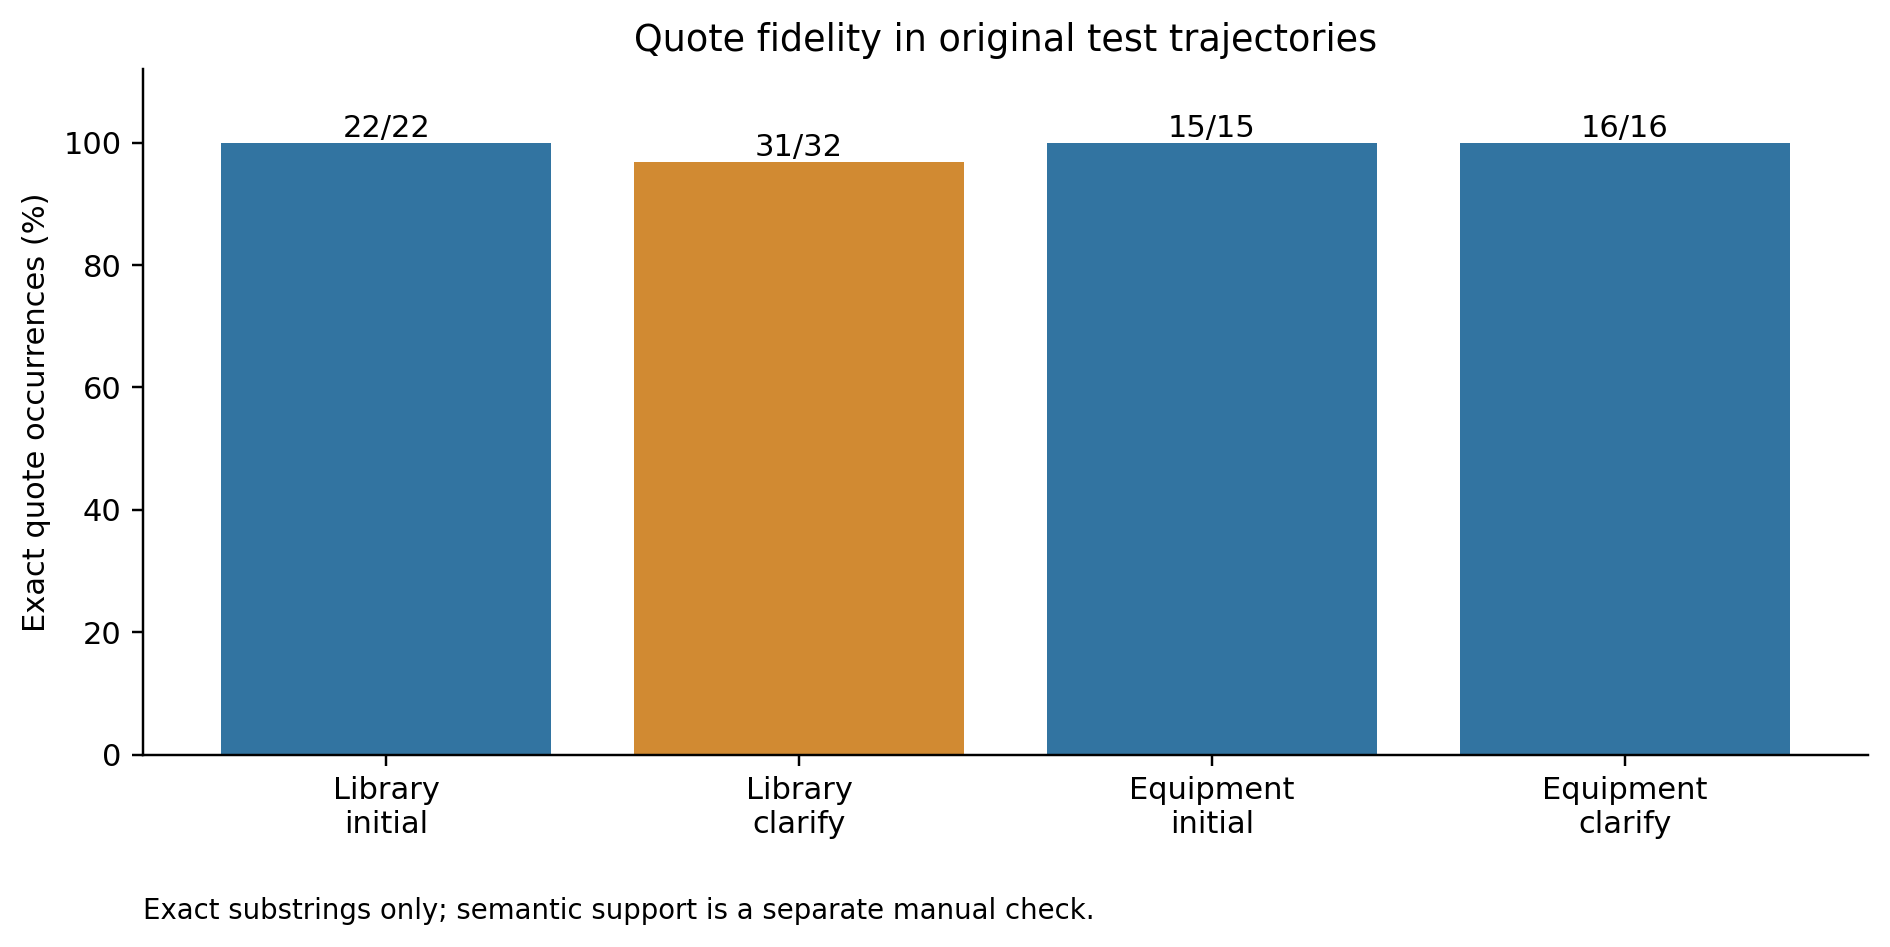 Quote fidelity in original test trajectories
Exact quote occurrences (%)
100
80
60
40
20
0
22/22
31/32
15/15
16/16
Library
initial
Library
clarify
Equipment
initial
Equipment
clarify
Exact substrings only; semantic support is a separate manual check.